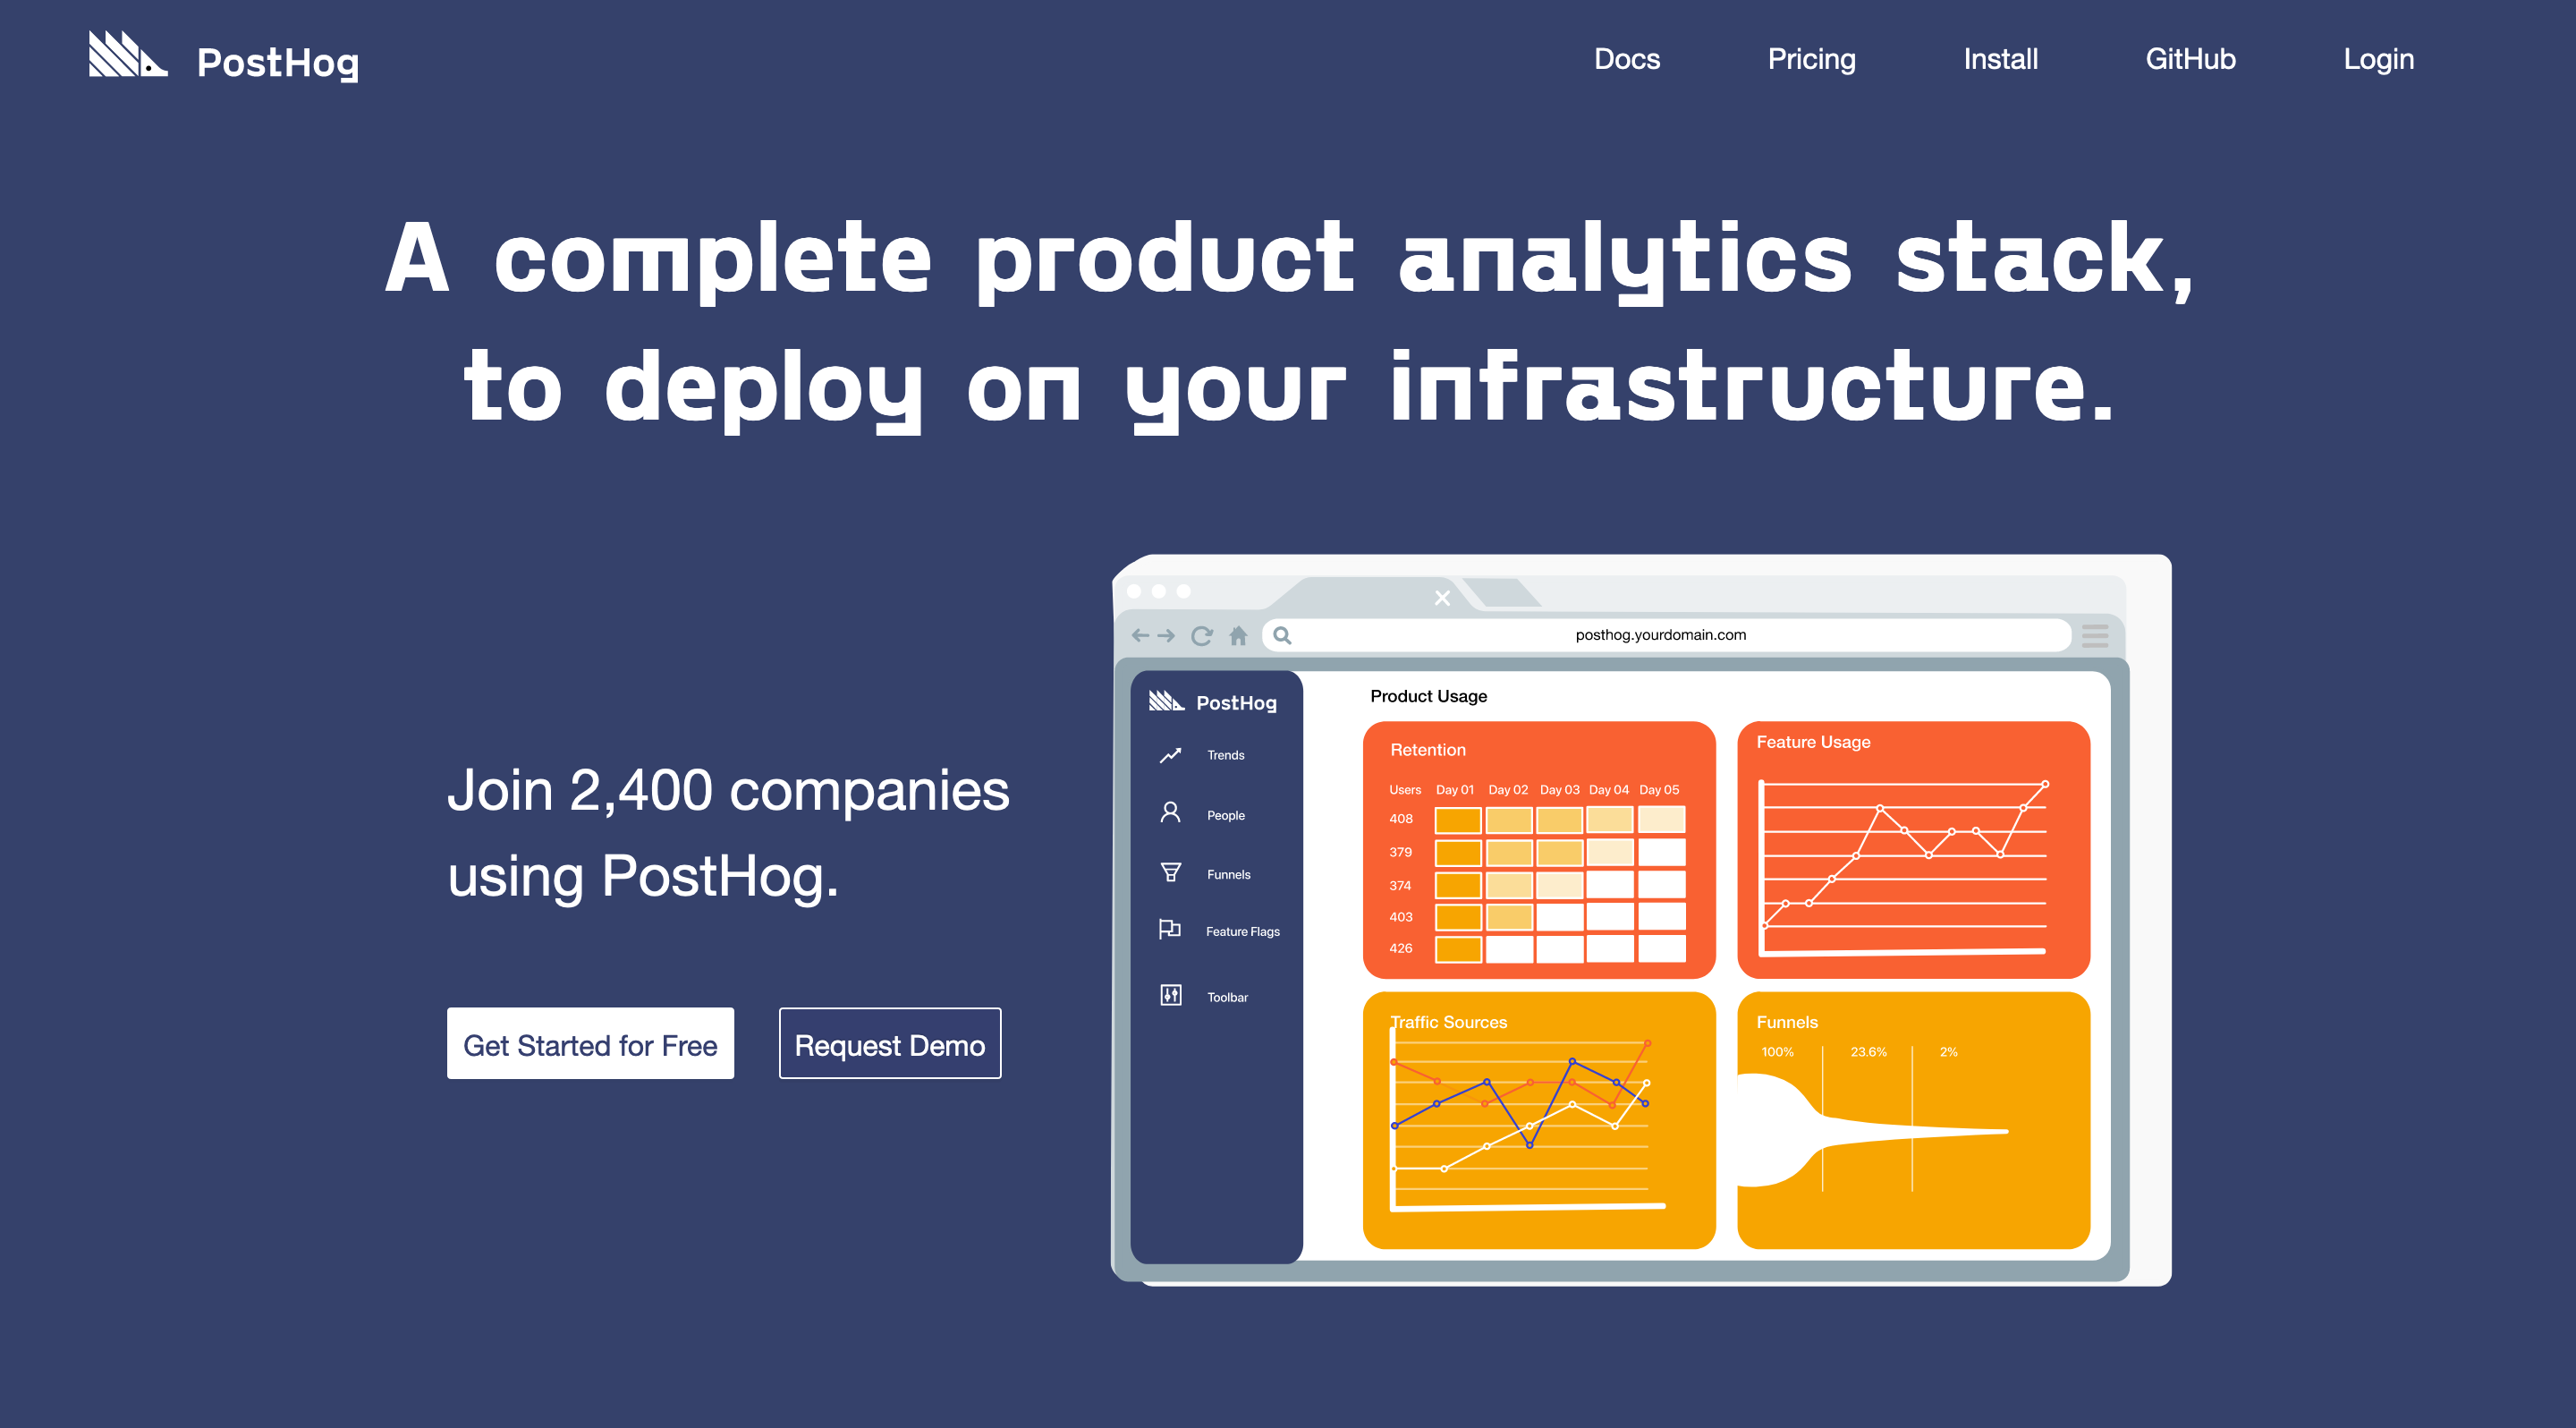 PostHog
Docs Pricing Install GitHub Login
A complete product analytics stack,
to deploy on your infrastructure.
Join 2,400 companies
using PostHog.
Get Started for Free
Request Demo
posthog.yourdomain.com
PostHog
Trends
People
Funnels
Feature Flags
Toolbar
Product Usage
Retention
Users Day 01 Day 02 Day 03 Day 04 Day 05
408
379
374
403
426
Feature Usage
Traffic Sources
Funnels
100% 23.6% 2%